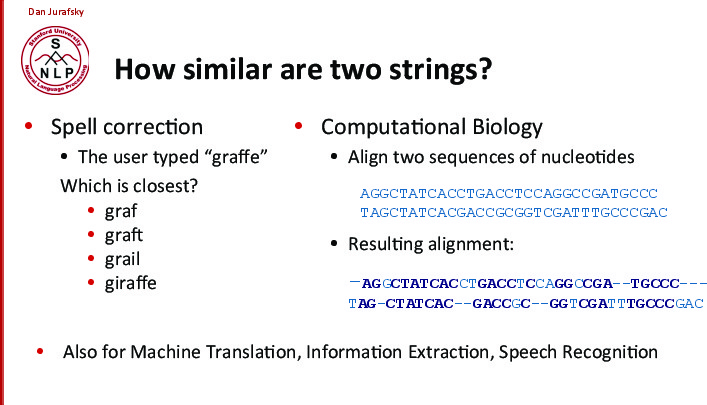 Dan Jurafsky
Stanford University
S
N L P
Natural Language Processing
How similar are two strings?
• Spell correction
• The user typed “graffe”
Which is closest?
• graf
• graft
• grail
• giraffe
• Computational Biology
• Align two sequences of nucleotides
AGGCTATCACCTGACCTCCAGGCCGATGCCC
TAGCTATCACGACCGCGGTCGATTTGCCCGAC
• Resulting alignment:
-AGGCTATCACCTGACCTCCAGGCCGA--TGCCC---
TAG-CTATCAC--GACCGC--GGTCGATTTGCCCGAC
• Also for Machine Translation, Information Extraction, Speech Recognition